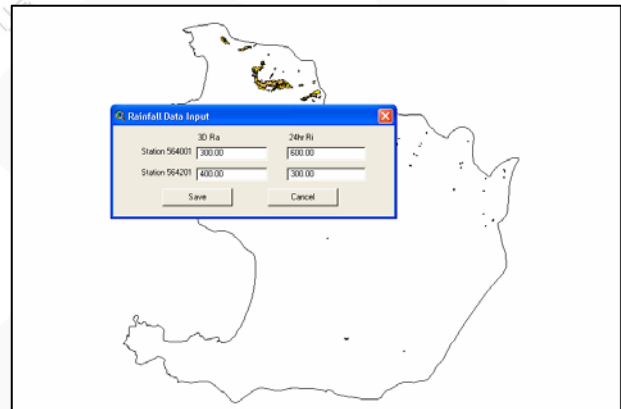 Rainfall Data Input
3D Ra 24hr Ri
Station 564001 300.00 600.00
Station 564201 400.00 300.00
Save Cancel